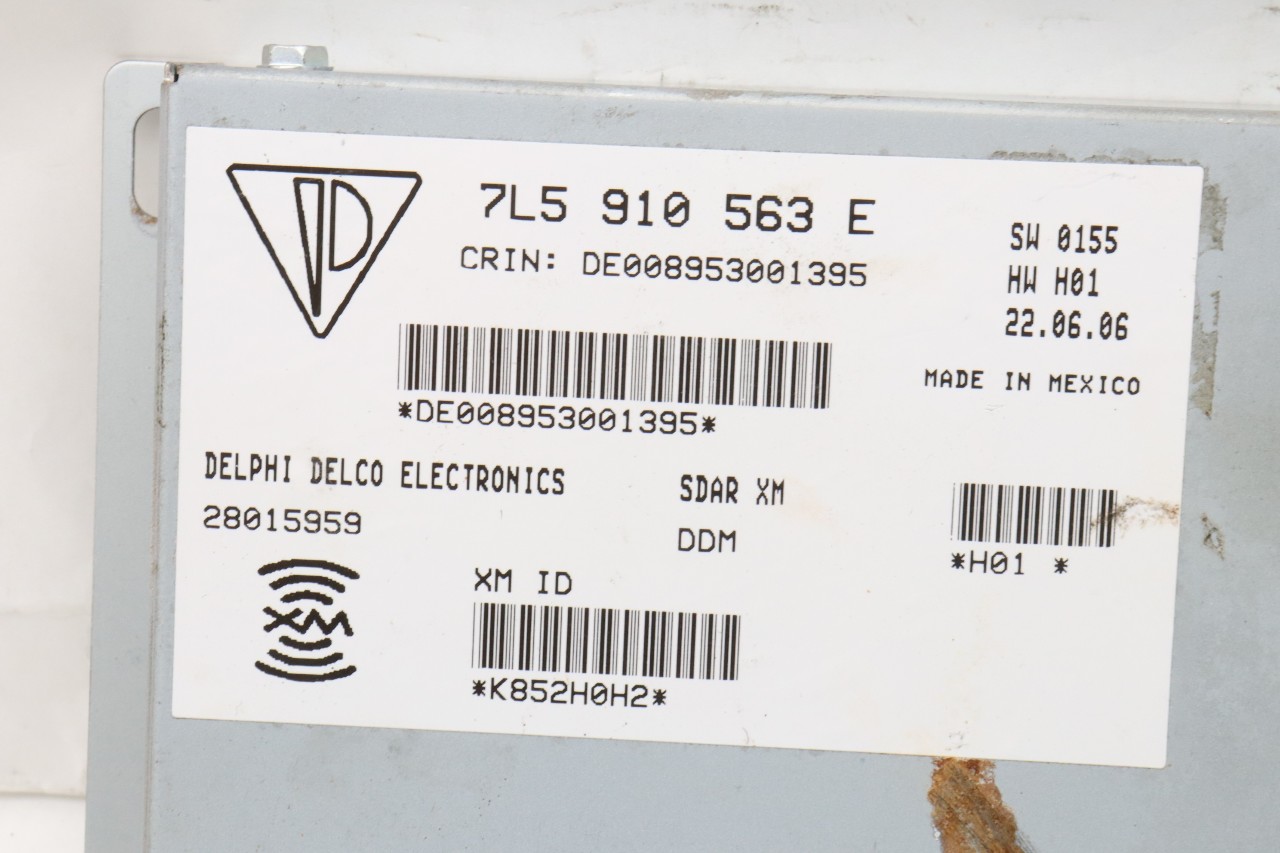 7L5 910 563 E
CRIN: DE008953001395
SW 0155
HW H01
22.06.06
MADE IN MEXICO
*DE008953001395*
DELPHI DELCO ELECTRONICS
28015959
SDAR XM
DDM
*H01 *
XM
XM ID
*K852H0H2*